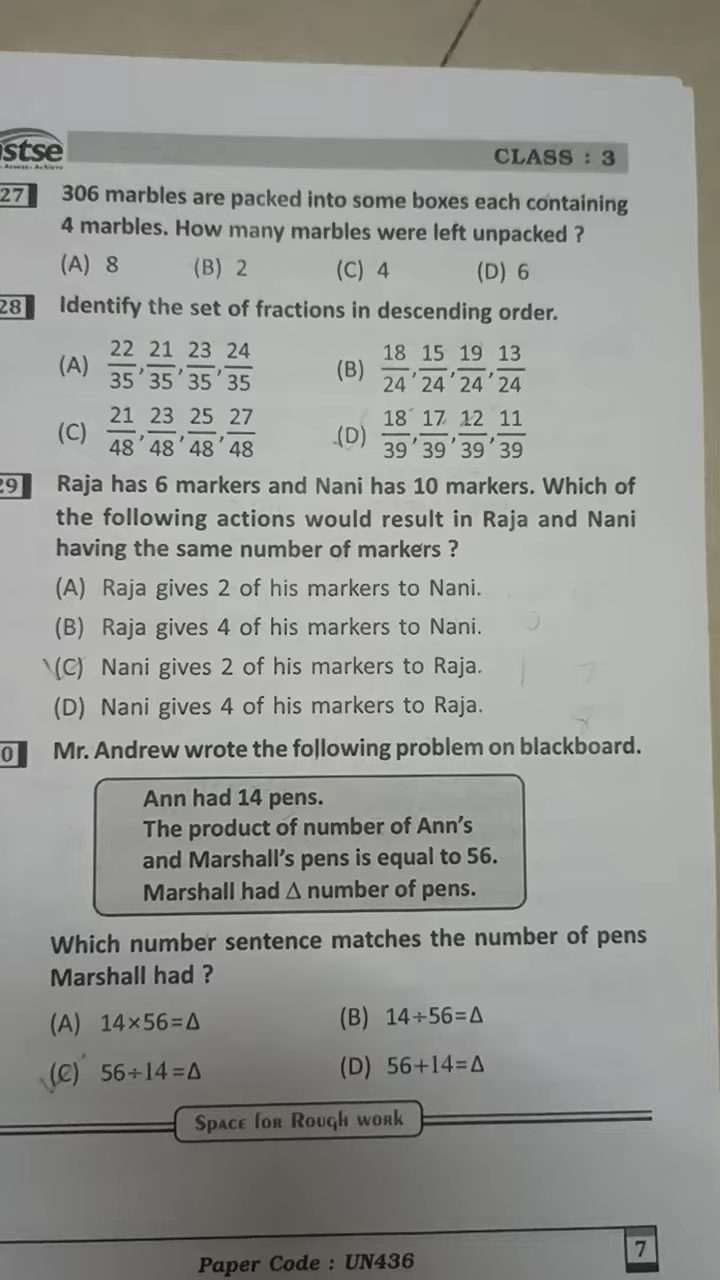 stse
CLASS : 3
27 306 marbles are packed into some boxes each containing
4 marbles. How many marbles were left unpacked ?
(A) 8 (B) 2 (C) 4 (D) 6
28 Identify the set of fractions in descending order.
(A) 22/35, 21/35, 23/35, 24/35 (B) 18/24, 15/24, 19/24, 13/24
(C) 21/48, 23/48, 25/48, 27/48 (D) 18/39, 17/39, 12/39, 11/39
29 Raja has 6 markers and Nani has 10 markers. Which of
the following actions would result in Raja and Nani
having the same number of markers ?
(A) Raja gives 2 of his markers to Nani.
(B) Raja gives 4 of his markers to Nani.
(C) Nani gives 2 of his markers to Raja.
(D) Nani gives 4 of his markers to Raja.
0 Mr. Andrew wrote the following problem on blackboard.
Ann had 14 pens.
The product of number of Ann's
and Marshall's pens is equal to 56.
Marshall had Δ number of pens.
Which number sentence matches the number of pens
Marshall had ?
(A) 14×56=Δ (B) 14÷56=Δ
(C) 56÷14=Δ (D) 56+14=Δ
Space for Rough work
Paper Code : UN436
7